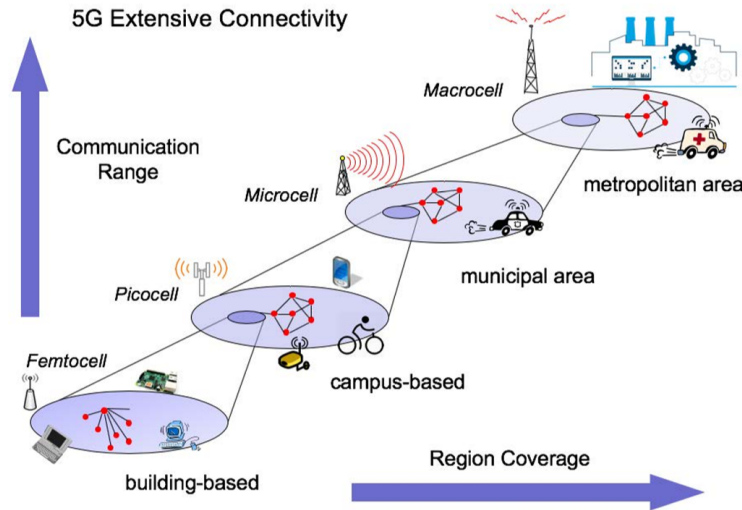 5G Extensive Connectivity
Macrocell
Communication
Range
metropolitan area
Microcell
municipal area
Picocell
Femtocell
campus-based
Region Coverage
building-based